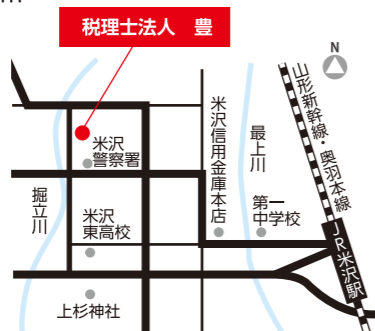 税理士法人 豊
N
山形新幹線・奥羽本線
米沢
警察署
米沢信用金庫本店
最上川
堀立川
米沢
東高校
第一
中学校
JR米沢駅
上杉神社